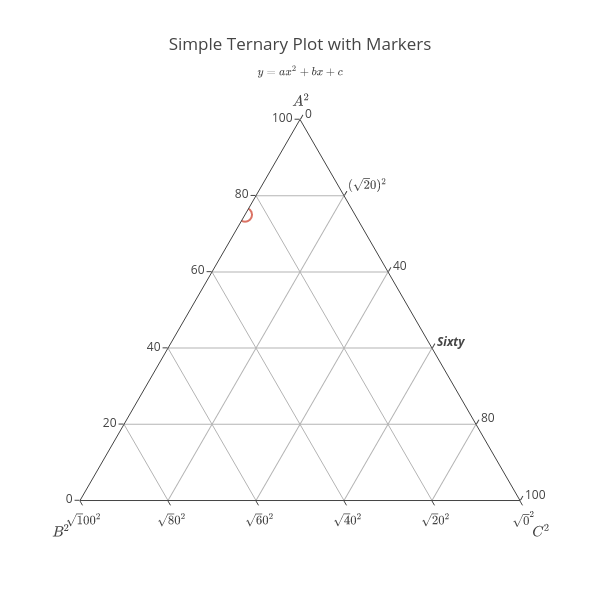 Simple Ternary Plot with Markers
y = ax² + bx + c
A²
100 0
80 (√20)²
60 40
40 Sixty
20 80
0 100
√100² √80² √60² √40² √20² √0²
B² C²